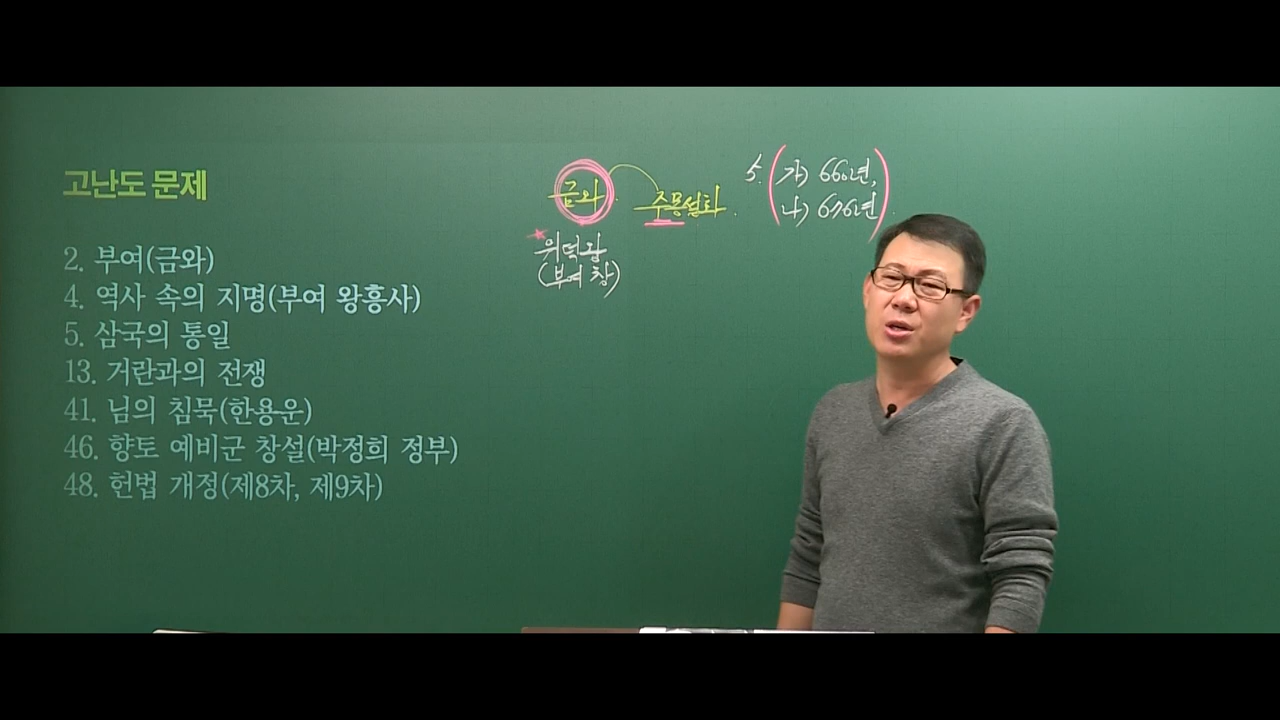 고난도 문제
2. 부여(금와)
4. 역사 속의 지명(부여 왕흥사)
5. 삼국의 통일
13. 거란과의 전쟁
41. 님의 침묵(한용운)
46. 향토 예비군 창설(박정희 정부)
48. 헌법 개정(제8차, 제9차)
금와. 주몽설화.
위덕왕
(부여 창)
5. (가) 660년,
나) 676년)